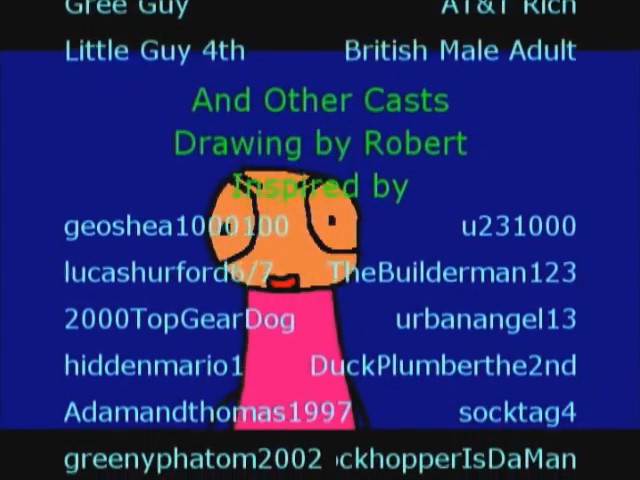 Gree Guy AT&T Rich
Little Guy 4th British Male Adult
And Other Casts
Drawing by Robert
Inspired by
geoshea1000100 u231000
lucashurford6/7 TheBuilderman123
2000TopGearDog urbanangel13
hiddenmario1 DuckPlumberthe2nd
Adamandthomas1997 socktag4
greenyphatom2002 ckhopperIsDaMan